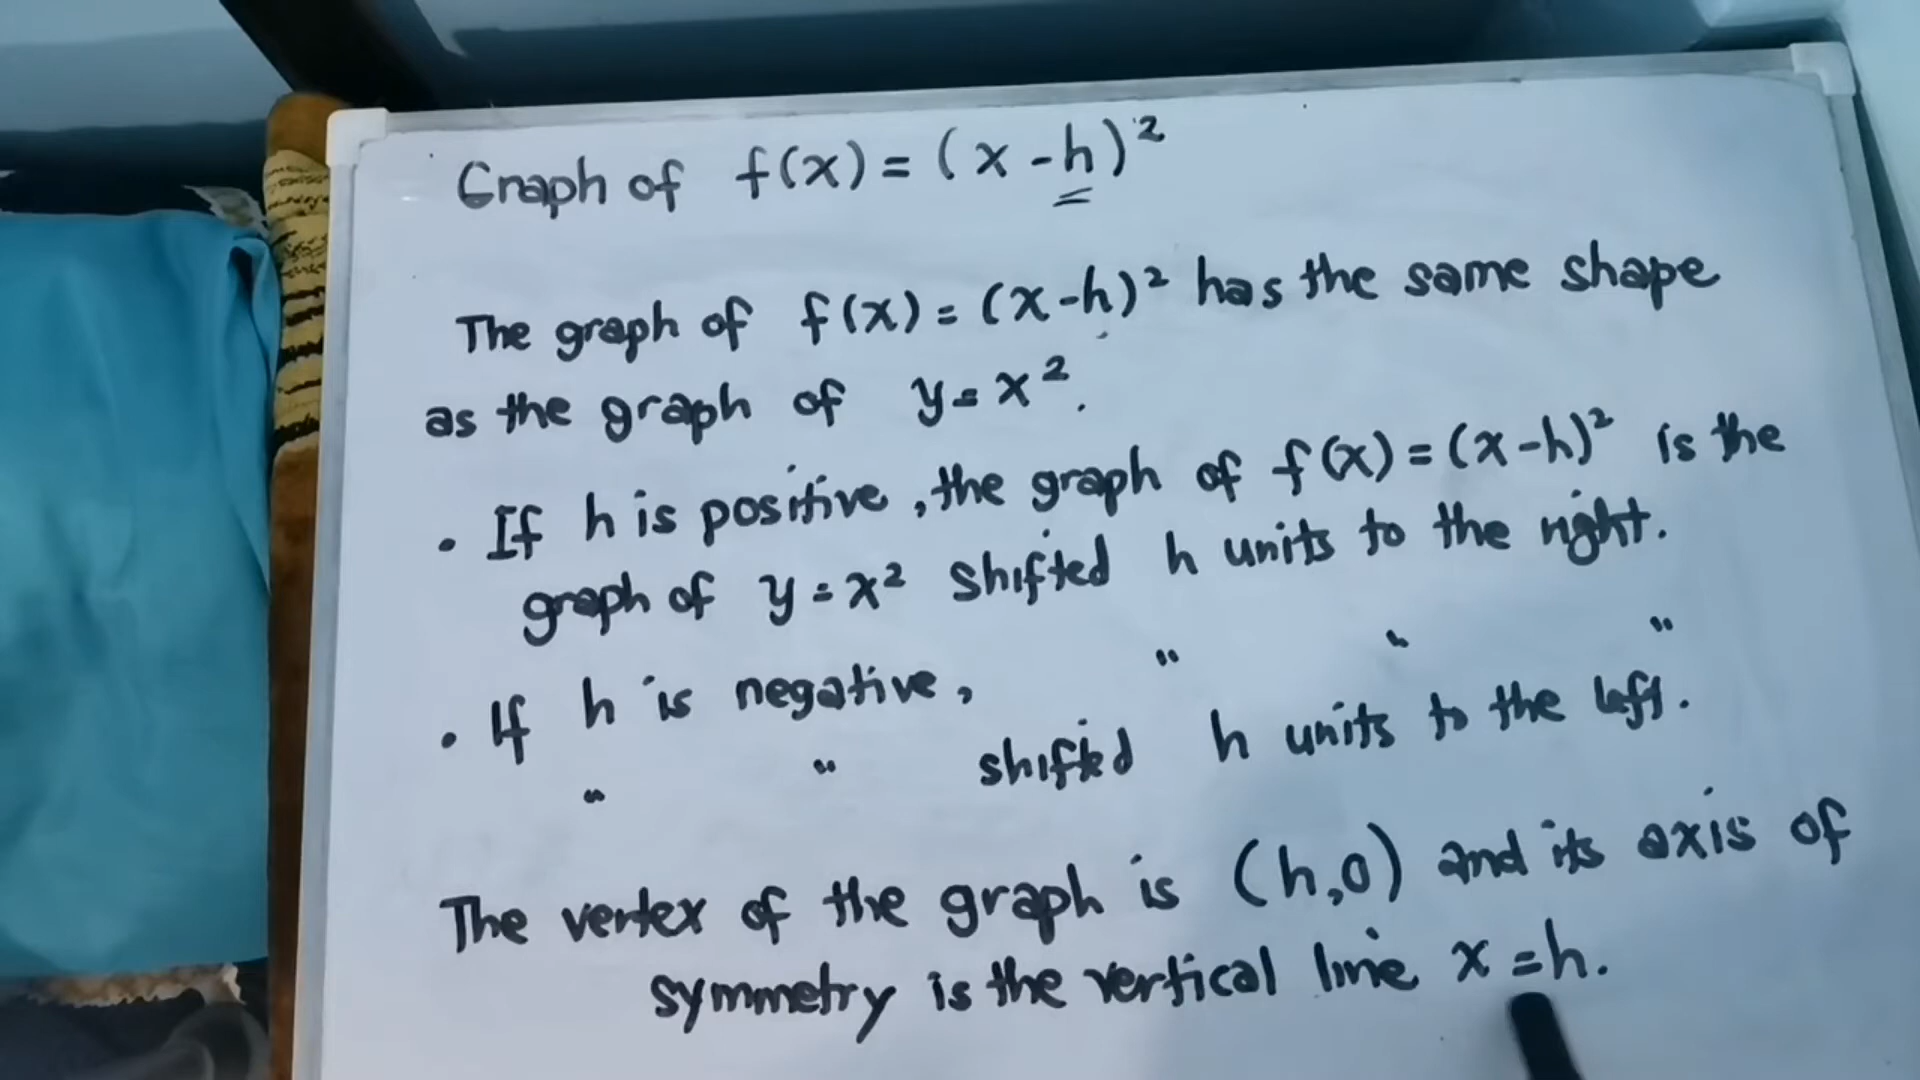 Graph of f(x) = (x - h)²
The graph of f(x) = (x-h)² has the same shape
as the graph of y = x².
• If h is positive, the graph of f(x) = (x-h)² is the
graph of y = x² shifted h units to the right.
• If h is negative, " " "
" " shifted h units to the left.
The vertex of the graph is (h,0) and its axis of
symmetry is the vertical line x = h.